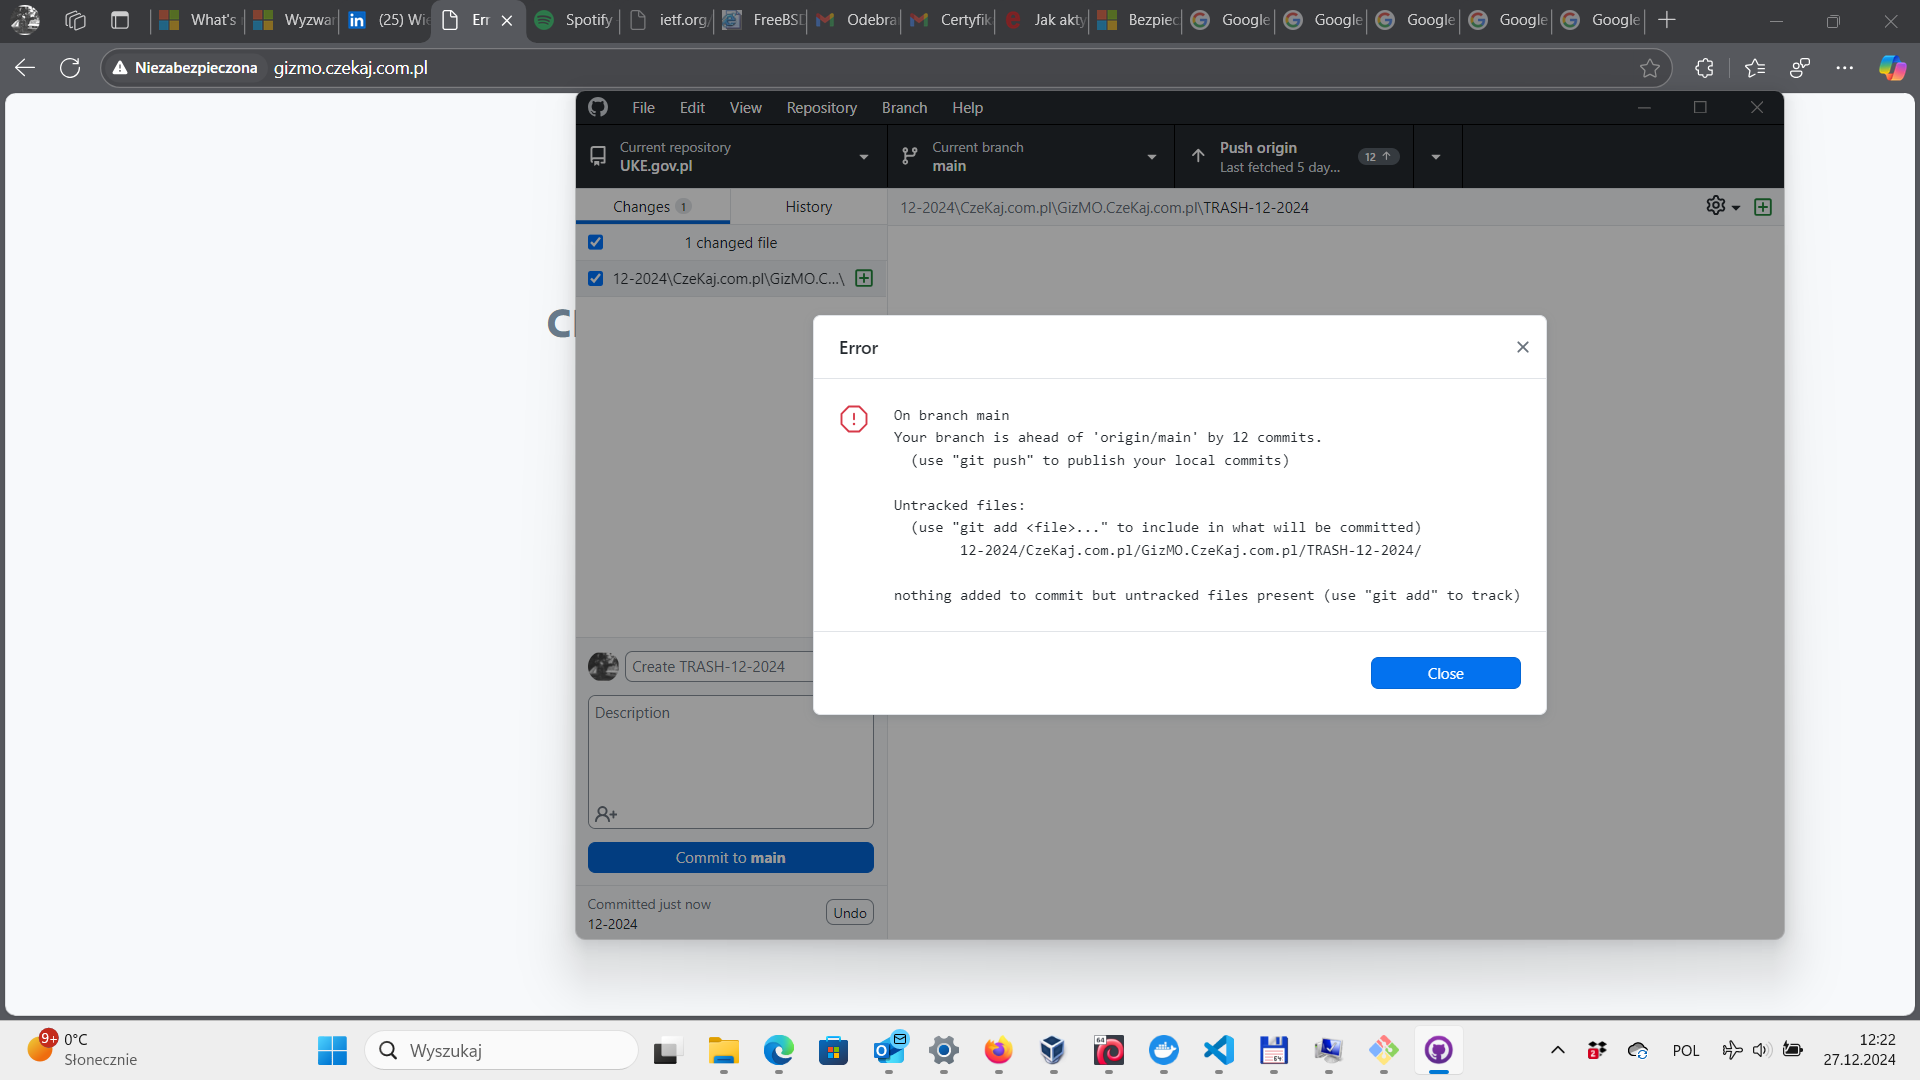 What's
Wyzwa
(25) Wie
Err
Spotify
ietf.org/
FreeBSD
Odebra
Certyfik
Jak akty
Bezpiec
Google
Google
Google
Google
Google
Niezabezpieczona
gizmo.czekaj.com.pl
File Edit View Repository Branch Help
Current repository
UKE.gov.pl
Current branch
main
Push origin
Last fetched 5 day...
12
Changes 1
History
12-2024\CzeKaj.com.pl\GizMO.CzeKaj.com.pl\TRASH-12-2024
1 changed file
12-2024\CzeKaj.com.pl\GizMO.C...\
Error
On branch main
Your branch is ahead of 'origin/main' by 12 commits.
(use "git push" to publish your local commits)
Untracked files:
(use "git add <file>..." to include in what will be committed)
12-2024/CzeKaj.com.pl/GizMO.CzeKaj.com.pl/TRASH-12-2024/
nothing added to commit but untracked files present (use "git add" to track)
Close
Create TRASH-12-2024
Description
Commit to main
Committed just now
12-2024
Undo
9+
0°C
Słonecznie
Wyszukaj
64
2
POL
12:22
27.12.2024